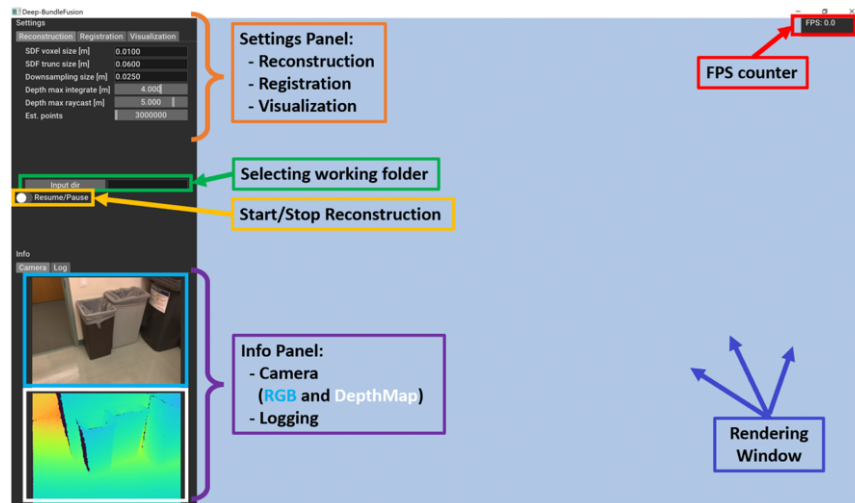 Deep-BundleFusion
Settings
Reconstruction Registration Visualization
SDF voxel size [m] 0.0100
SDF trunc size [m] 0.0600
Downsampling size [m] 0.0250
Depth max integrate [m] 4.000
Depth max raycast [m] 5.000
Est. points 3000000
Input dir
Resume/Pause
Info
Camera Log
Settings Panel:
- Reconstruction
- Registration
- Visualization
Selecting working folder
Start/Stop Reconstruction
Info Panel:
- Camera
(RGB and DepthMap)
- Logging
FPS: 0.0
FPS counter
Rendering
Window